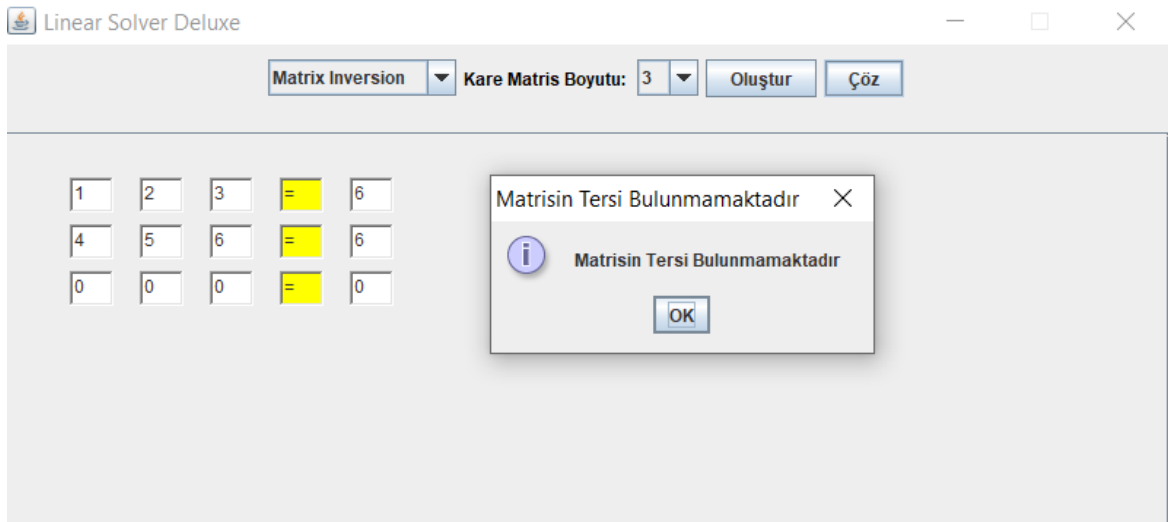 Linear Solver Deluxe
Matrix Inversion Kare Matris Boyutu: 3 Oluştur Çöz
1 2 3 = 6
4 5 6 = 6
0 0 0 = 0
Matrisin Tersi Bulunmamaktadır
i Matrisin Tersi Bulunmamaktadır
OK